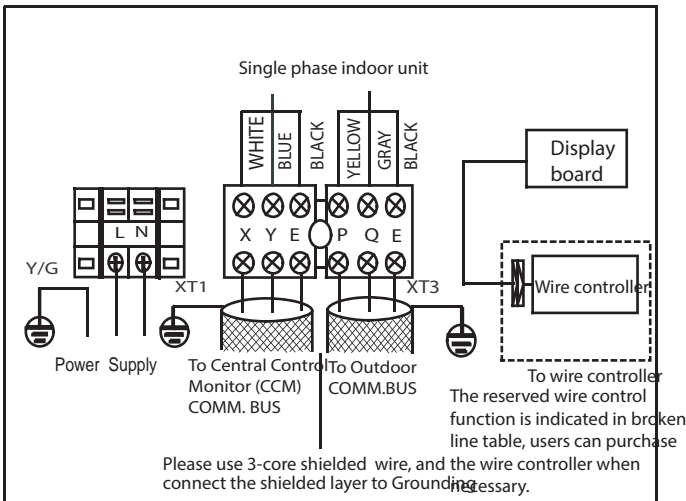 Single phase indoor unit
WHITE
BLUE
BLACK
YELLOW
GRAY
BLACK
Display
board
L N
X Y E P Q E
Y/G
XT1
XT3
Wire controller
Power Supply
To Central Control
Monitor (CCM)
COMM. BUS
To Outdoor
COMM.BUS
To wire controller
The reserved wire control
function is indicated in broken
line table, users can purchase
the wire controller when
necessary.
Please use 3-core shielded wire, and
connect the shielded layer to Grounding